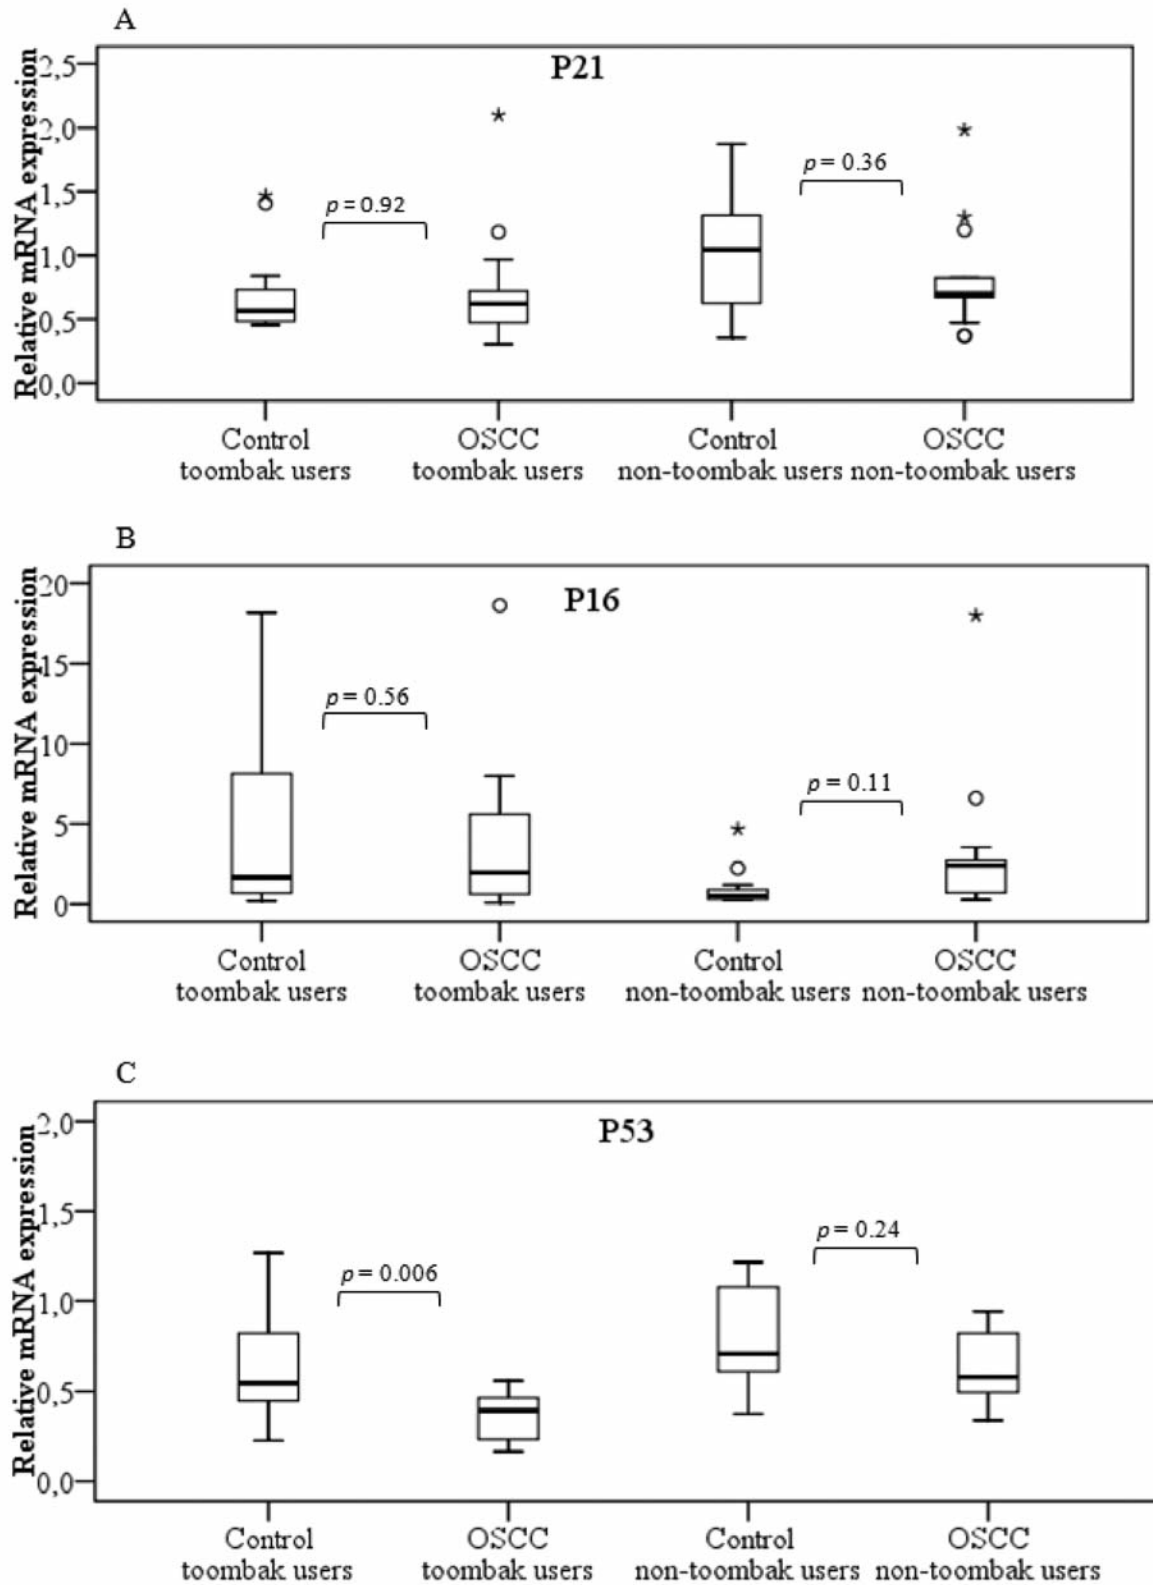 A
P21
Relative mRNA expression
2,5
2,0
1,5
1,0
0,5
0,0
p = 0.92
p = 0.36
Control OSCC Control OSCC
toombak users toombak users non-toombak users non-toombak users
B
P16
Relative mRNA expression
20
15
10
5
0
p = 0.56
p = 0.11
Control OSCC Control OSCC
toombak users toombak users non-toombak users non-toombak users
C
P53
Relative mRNA expression
2,0
1,5
1,0
0,5
0,0
p = 0.006
p = 0.24
Control OSCC Control OSCC
toombak users toombak users non-toombak users non-toombak users